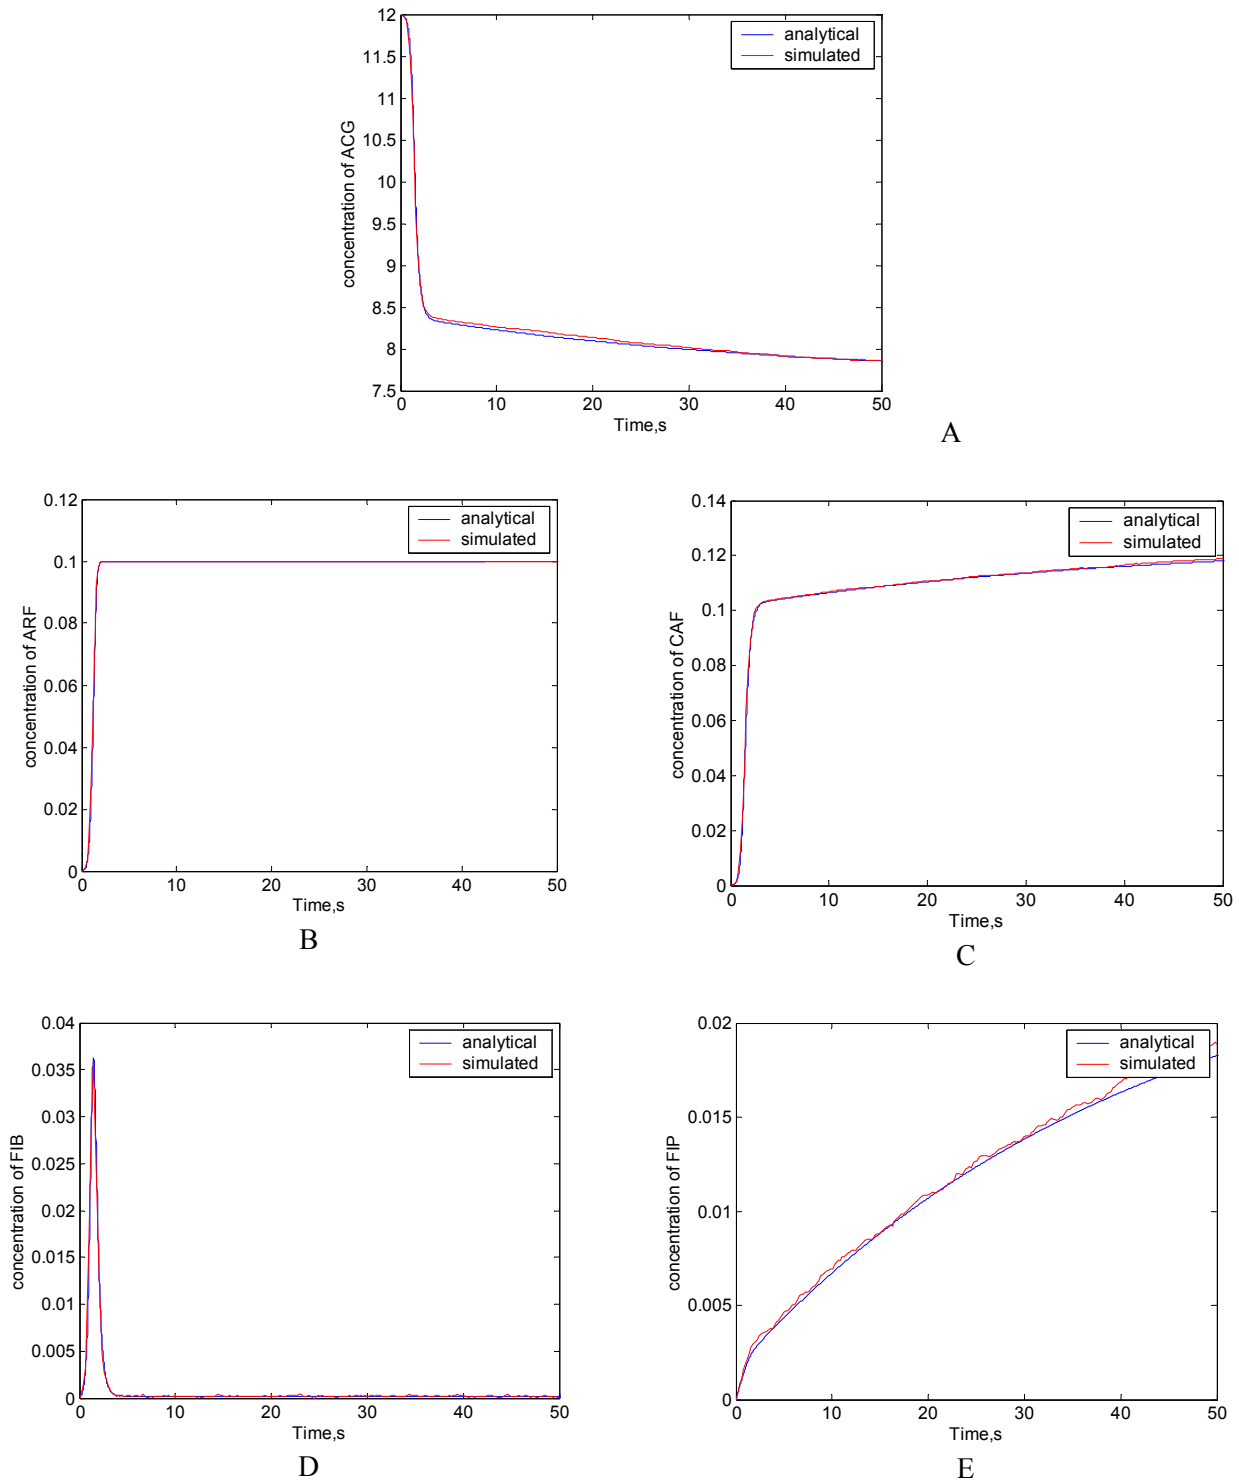 12
11.5
11
10.5
10
9.5
9
8.5
8
7.5
0 10 20 30 40 50
concentration of ACG
Time,s
analytical
simulated
A
0.12
0.1
0.08
0.06
0.04
0.02
0
0 10 20 30 40 50
concentration of ARF
Time,s
analytical
simulated
B
0.14
0.12
0.1
0.08
0.06
0.04
0.02
0
0 10 20 30 40 50
concentration of CAF
Time,s
analytical
simulated
C
0.04
0.035
0.03
0.025
0.02
0.015
0.01
0.005
0
0 10 20 30 40 50
concentration of FIB
Time,s
analytical
simulated
D
0.02
0.015
0.01
0.005
0
0 10 20 30 40 50
concentration of FIP
Time,s
analytical
simulated
E